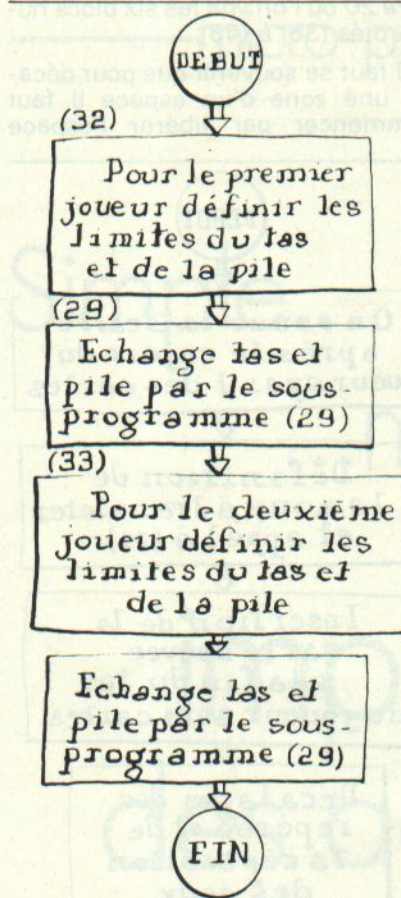 DEBUT
(32)
Pour le premier
joueur définir les
limites du tas
et de la pile
(29)
Echange tas et
pile par le sous-
programme (29)
(33)
Pour le deuxième
joueur définir les
limites du tas et
de la pile
Echange tas et
pile par le sous-
programme (29)
FIN